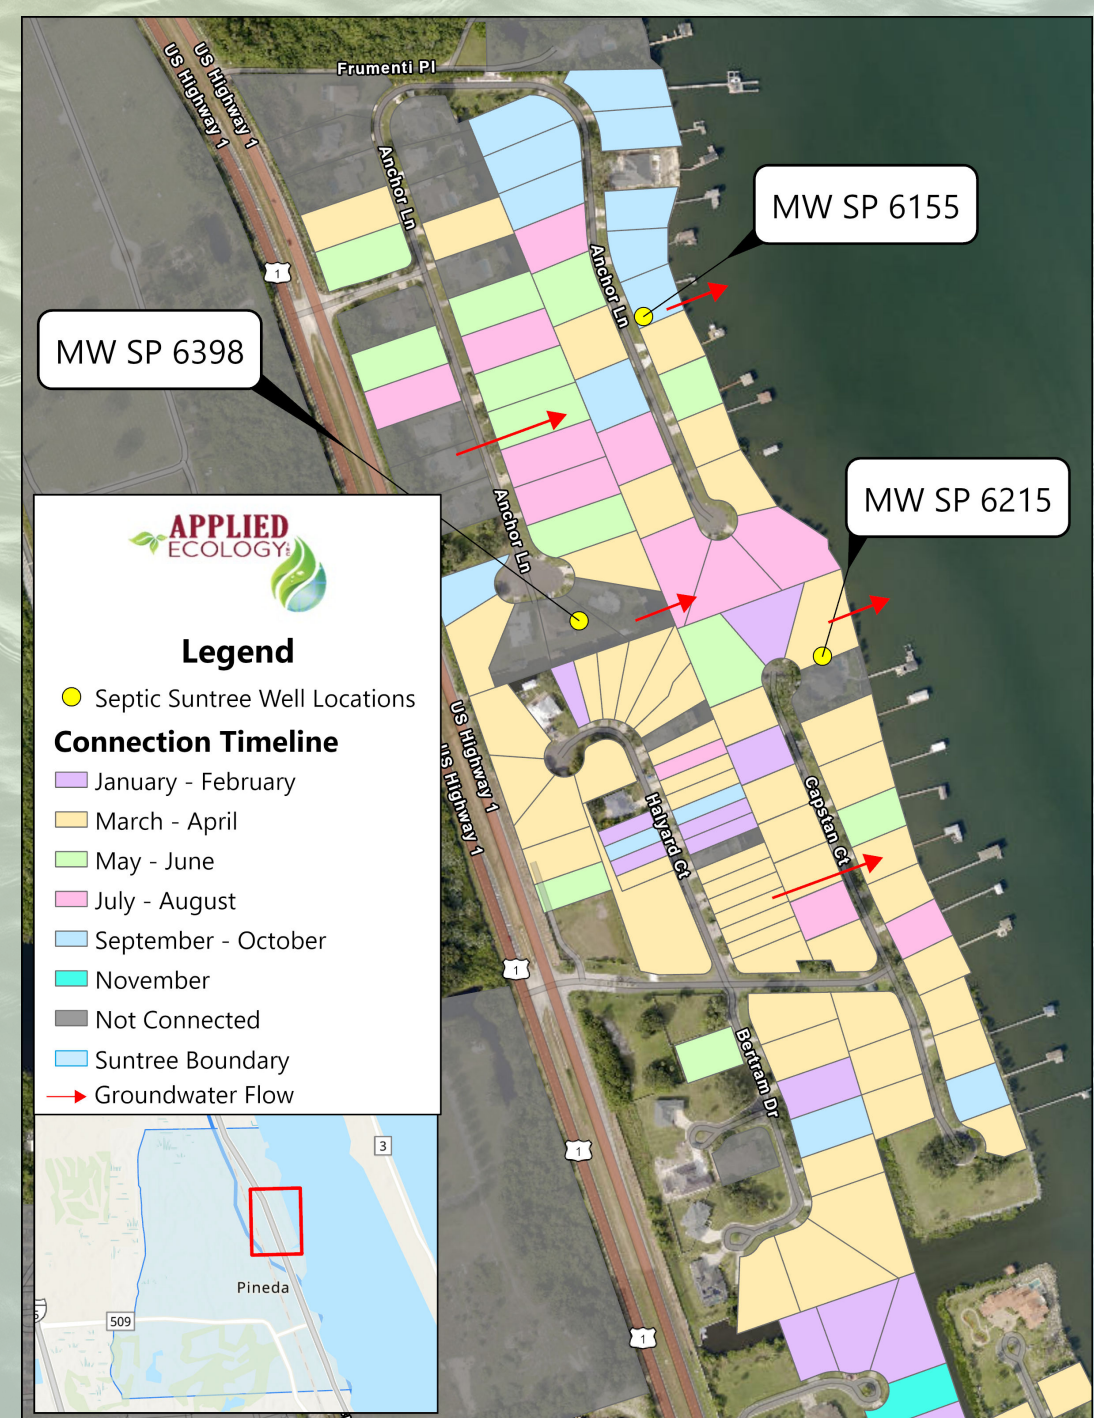 Frumenti Pl
US Highway 1
US Highway 1
Anchor Ln
MW SP 6155
Anchor Ln
1
MW SP 6398
MW SP 6215
Anchor Ln
APPLIED
ECOLOGY
Legend
Septic Suntree Well Locations
Connection Timeline
January - February
March - April
May - June
July - August
September - October
November
Not Connected
Suntree Boundary
Groundwater Flow
US Highway 1
US Highway 1
Halyard Ct
Capstan Ct
1
Bertram Dr
1
1
3
Pineda
509